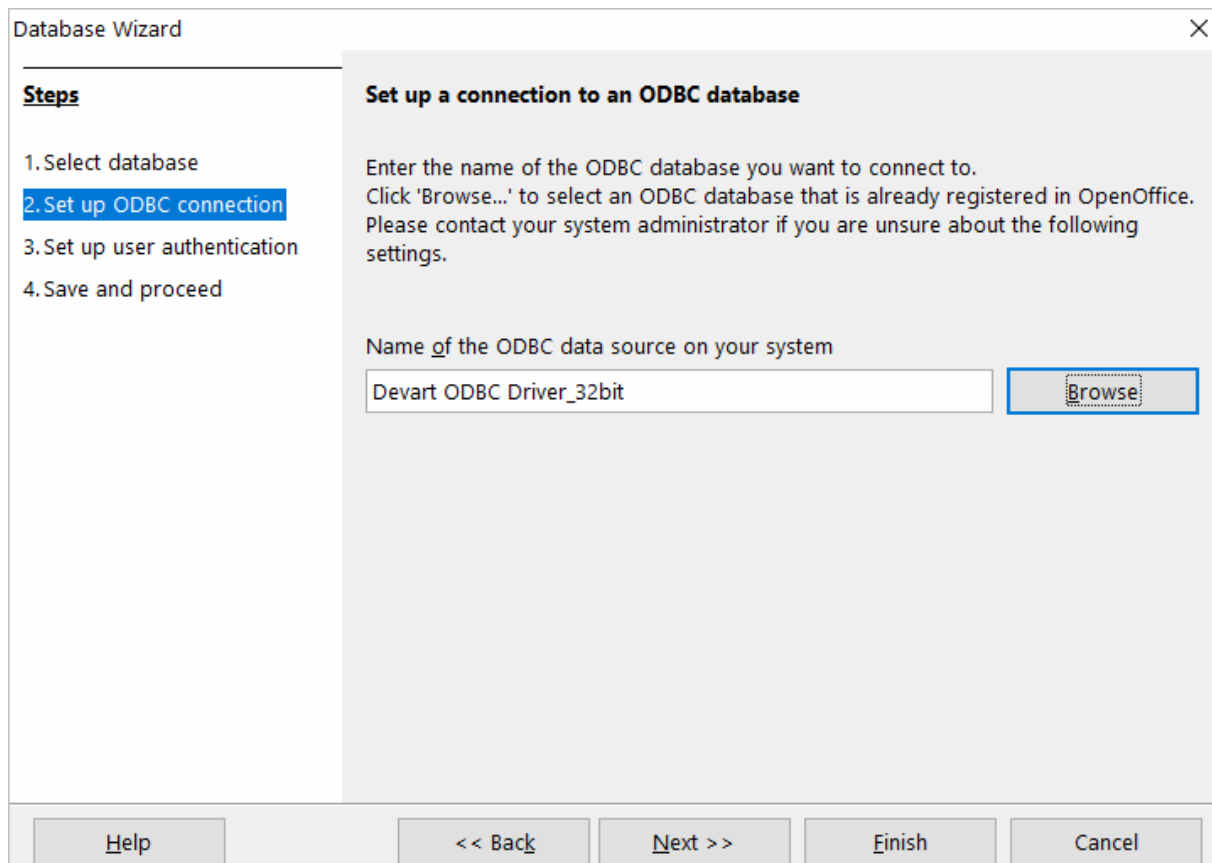 Database Wizard
Steps
1. Select database
2. Set up ODBC connection
3. Set up user authentication
4. Save and proceed
Set up a connection to an ODBC database
Enter the name of the ODBC database you want to connect to.
Click 'Browse...' to select an ODBC database that is already registered in OpenOffice.
Please contact your system administrator if you are unsure about the following
settings.
Name of the ODBC data source on your system
Devart ODBC Driver_32bit
Browse
Help
<< Back
Next >>
Finish
Cancel